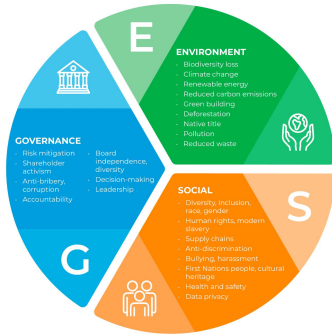 E
ENVIRONMENT
- Biodiversity loss
- Climate change
- Renewable energy
- Reduced carbon emissions
- Green building
- Deforestation
- Native title
- Pollution
- Reduced waste
GOVERNANCE
- Risk mitigation
- Shareholder
activism
- Anti-bribery,
corruption
- Accountability
- Board
independence,
diversity
- Decision-making
- Leadership
G
SOCIAL
- Diversity, inclusion,
race, gender
- Human rights, modern
slavery
- Supply chains
- Anti-discrimination
- Bullying, harassment
- First Nations people, cultural
heritage
- Health and safety
- Data privacy
S